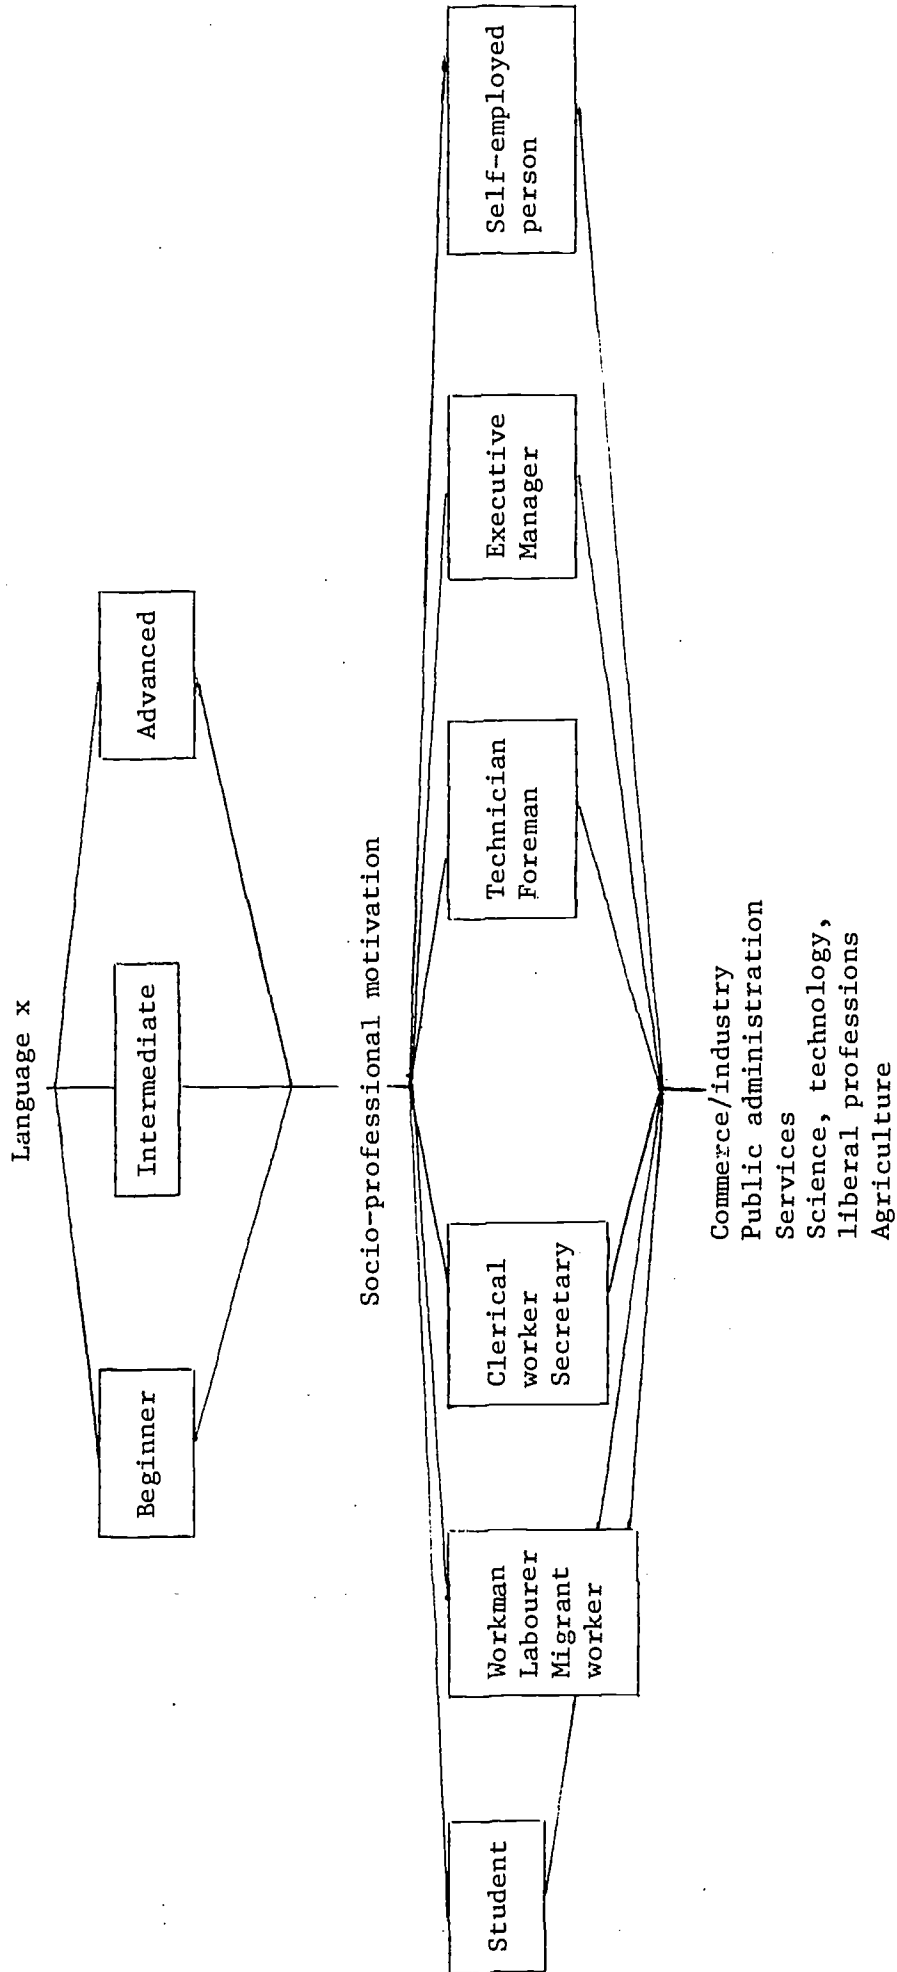 Language x
Beginner
Intermediate
Advanced
Socio-professional motivation
Student
Workman
Labourer
Migrant
worker
Clerical
worker
Secretary
Technician
Foreman
Executive
Manager
Self-employed
person
Commerce/industry
Public administration
Services
Science, technology,
liberal professions
Agriculture